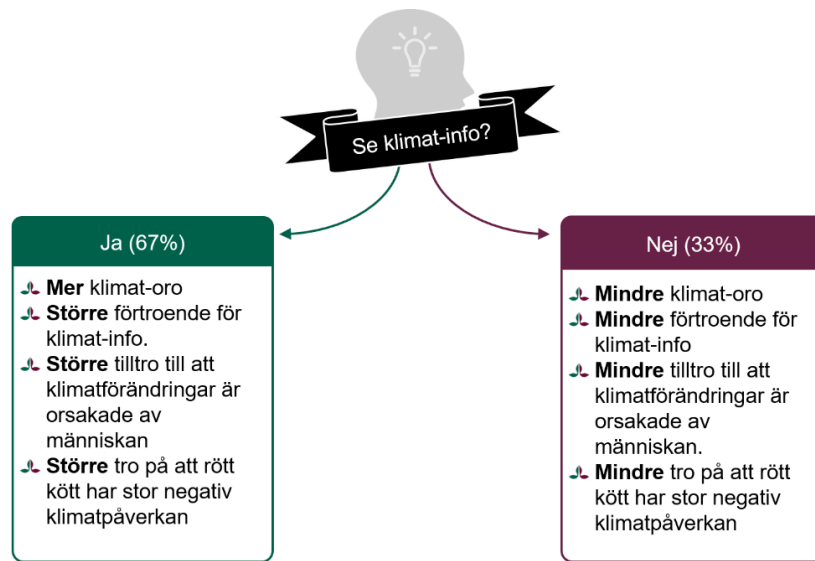 Se klimat-info?
Ja (67%)
Mer klimat-oro
Större förtroende för
klimat-info.
Större tilltro till att
klimatförändringar är
orsakade av
människan
Större tro på att rött
kött har stor negativ
klimatpåverkan
Nej (33%)
Mindre klimat-oro
Mindre förtroende för
klimat-info
Mindre tilltro till att
klimatförändringar är
orsakade av
människan.
Mindre tro på att rött
kött har stor negativ
klimatpåverkan